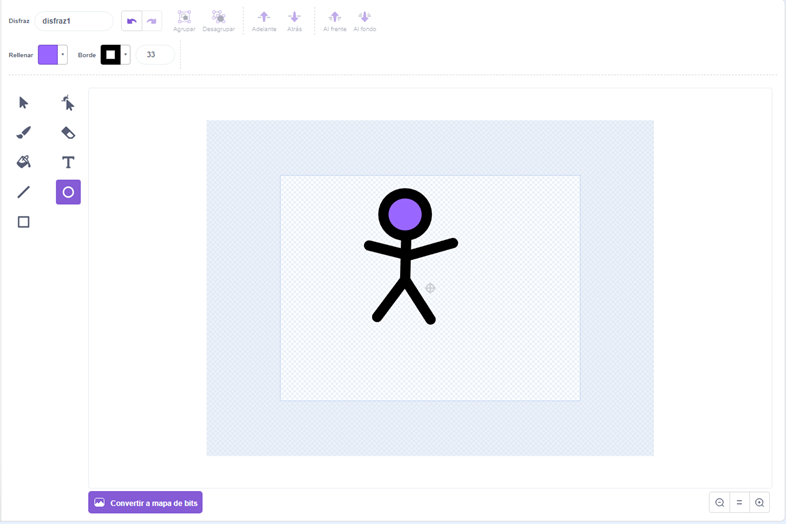 Disfraz disfraz1
Agrupar Desagrupar Adelante Atrás Al frente Al fondo
Rellenar Borde 33
T
Convertir a mapa de bits